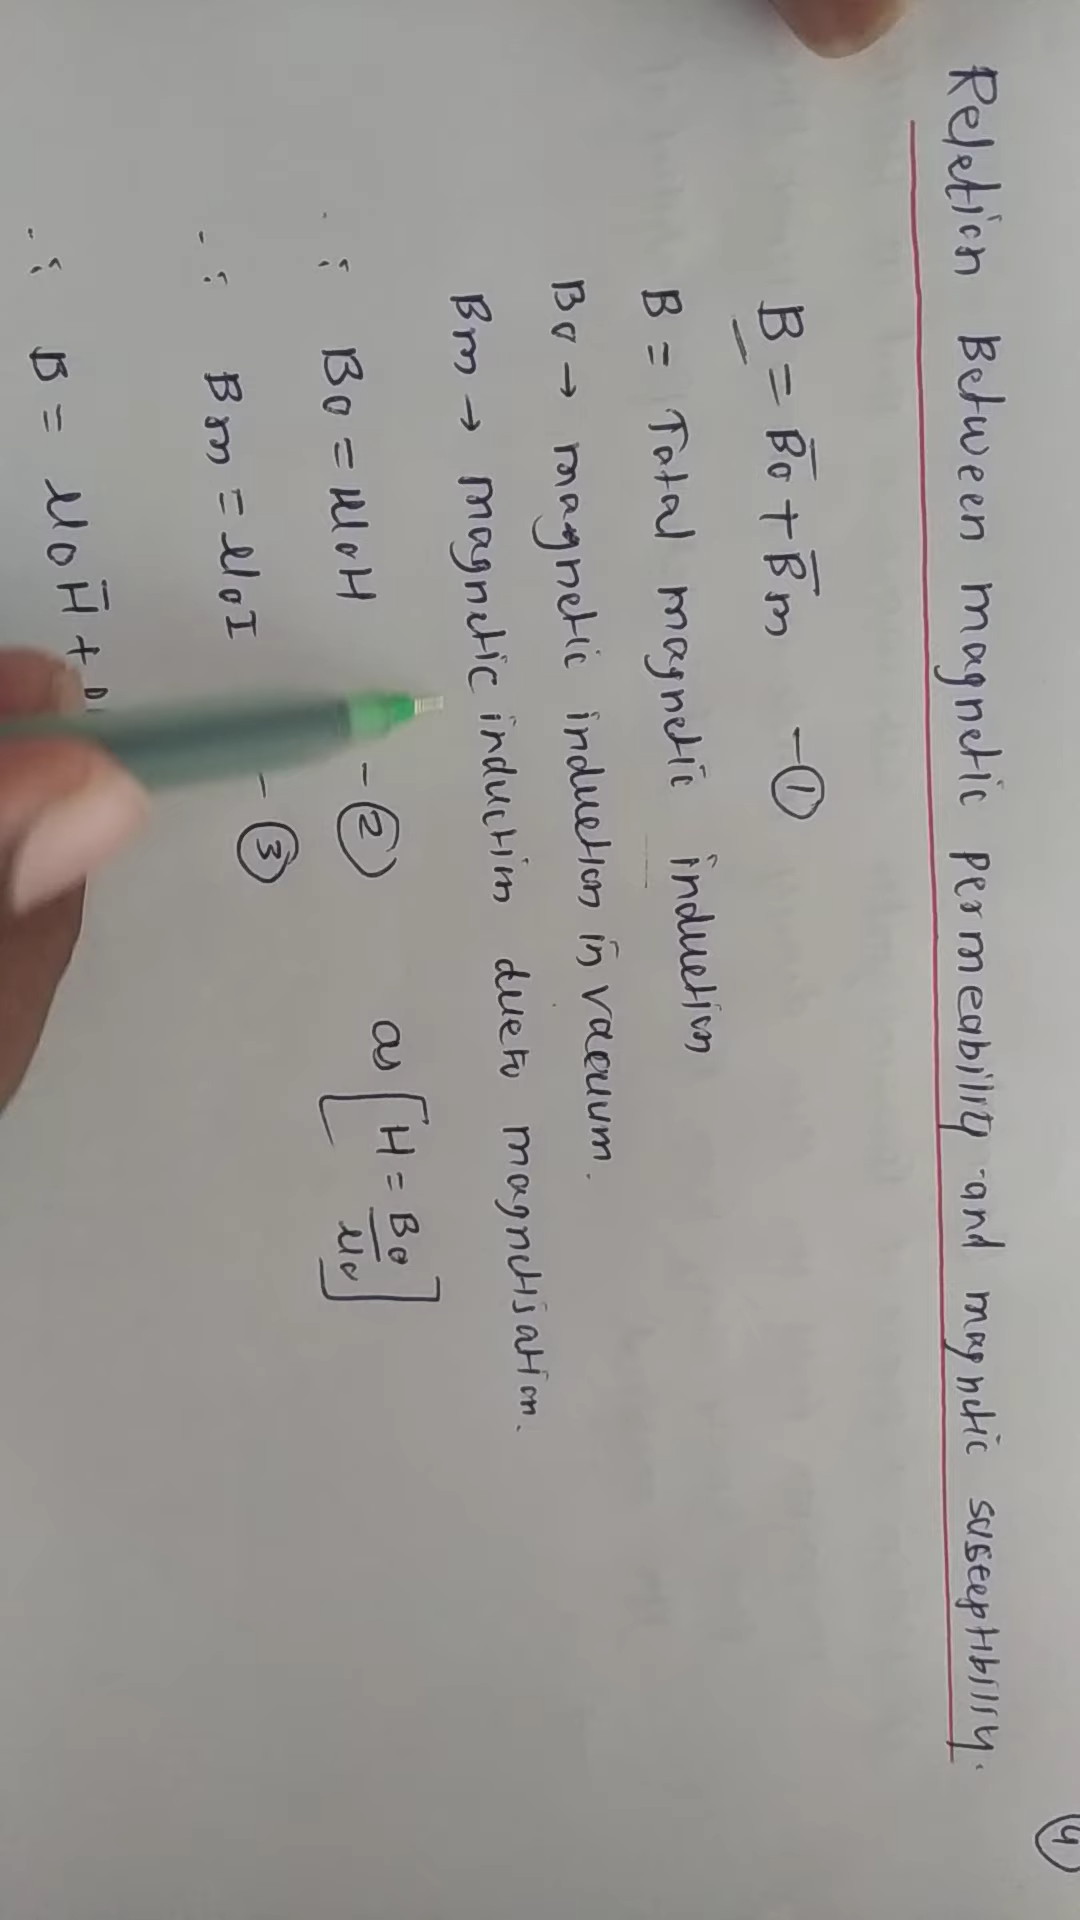 4
Reletion Between magnetic permeability and magnetic susceptibility.
B = B̄o + B̄m - ①
B = Total magnetic induction
Bo → magnetic induction in vacuum.
Bm → magnetic induction due to magnetisation.
∴ Bo = μoH - ② as [H = Bo/μo]
∴ Bm = μoI - ③
∴ B = μoH̄ +